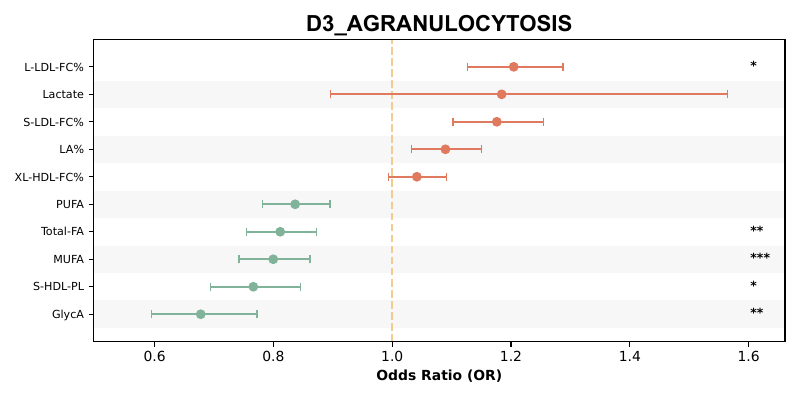 D3_AGRANULOCYTOSIS
L-LDL-FC% *
Lactate
S-LDL-FC%
LA%
XL-HDL-FC%
PUFA
Total-FA **
MUFA ***
S-HDL-PL *
GlycA **
0.6 0.8 1.0 1.2 1.4 1.6
Odds Ratio (OR)